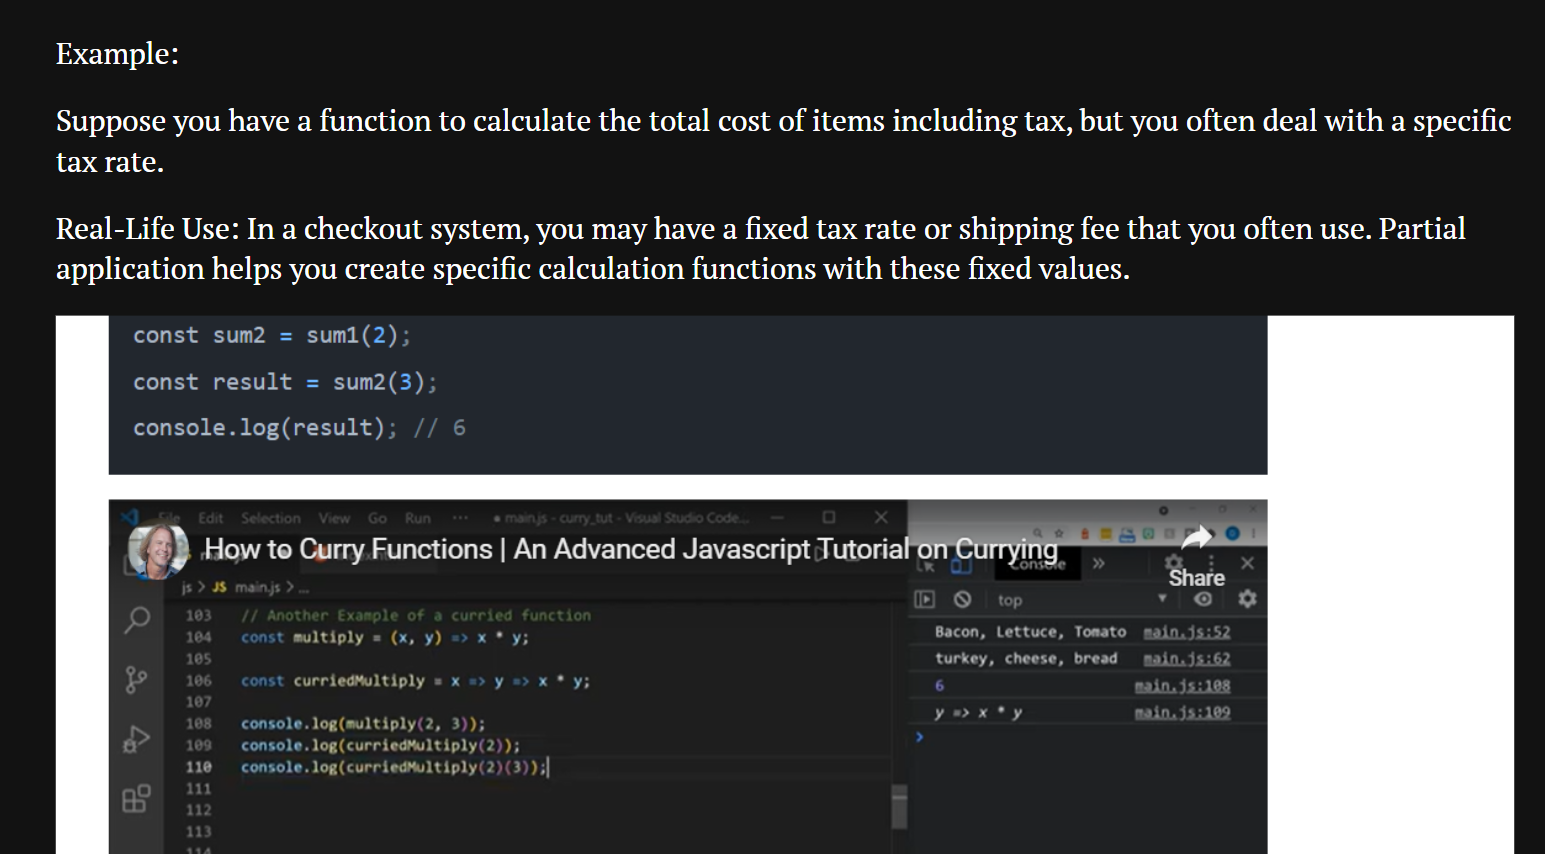 Example:
Suppose you have a function to calculate the total cost of items including tax, but you often deal with a specific
tax rate.
Real-Life Use: In a checkout system, you may have a fixed tax rate or shipping fee that you often use. Partial
application helps you create specific calculation functions with these fixed values.
const sum2 = sum1(2);
const result = sum2(3);
console.log(result); // 6
File Edit Selection View Go Run ... • main.js - curry_tut - Visual Studio Code...
How to Curry Functions | An Advanced Javascript Tutorial on Currying
Share
Console
js > JS main.js > ...
top
103 // Another Example of a curried function
104 const multiply = (x, y) => x * y;
105
106 const curriedMultiply = x => y => x * y;
107
108 console.log(multiply(2, 3));
109 console.log(curriedMultiply(2));
110 console.log(curriedMultiply(2)(3));
111
112
113
114
Bacon, Lettuce, Tomato main.js:52
turkey, cheese, bread main.js:62
6 main.js:108
y => x * y main.js:109
>